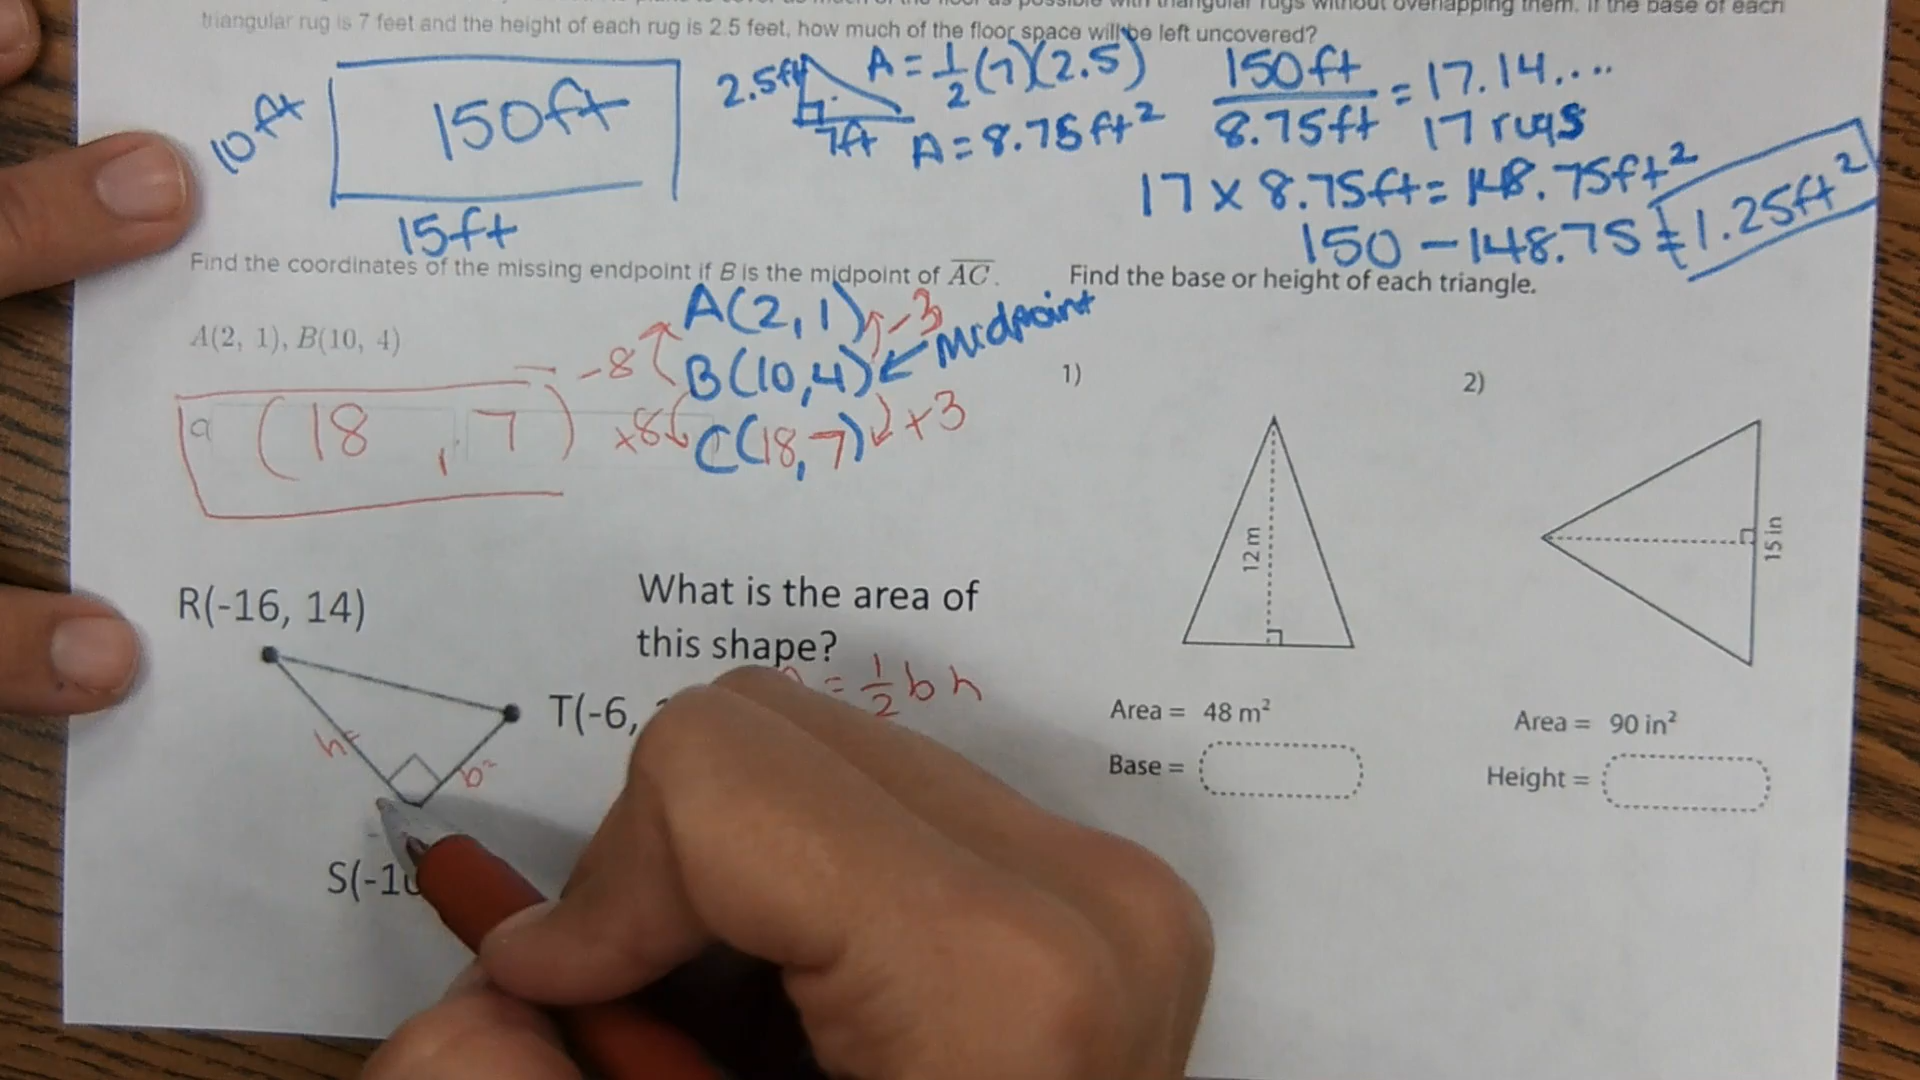 triangular rug is 7 feet and the height of each rug is 2.5 feet, how much of the floor space will be left uncovered?
10 ft
150ft
15ft
2.5ft
7ft
A = 1/2 (7)(2.5)
A = 8.75 ft²
150ft / 8.75ft = 17.14....
17 rugs
17 x 8.75ft = 148.75ft²
150 - 148.75 = 1.25ft²
Find the coordinates of the missing endpoint if B is the midpoint of AC.
A(2, 1), B(10, 4)
(18, 7)
A(2, 1)
-8
-3
B(10, 4) ← Midpoint
+8
C(18, 7)
+3
Find the base or height of each triangle.
1)
12 m
Area = 48 m²
Base =
2)
15 in
Area = 90 in²
Height =
R(-16, 14)
T(-6,
h=
b=
What is the area of
this shape?
= 1/2 b h